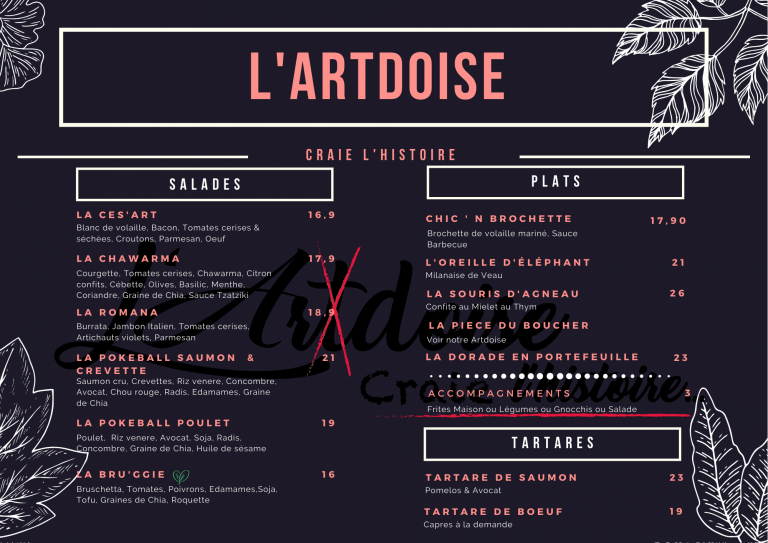 L'ARTDOISE
CRAIE L'HISTOIRE
SALADES
LA CES'ART 16,9
Blanc de volaille, Bacon, Tomates cerises &
séchées, Croutons, Parmesan, Oeuf
LA CHAWARMA 17,9
Courgette, Tomates cerises, Chawarma, Citron
confits, Cébette, Olives, Basilic, Menthe,
Coriandre, Graine de Chia, Sauce Tzatziki
LA ROMANA 18,9
Burrata, Jambon Italien, Tomates cerises,
Artichauts violets, Parmesan
LA POKEBALL SAUMON & 21
CREVETTE
Saumon cru, Crevettes, Riz venere, Concombre,
Avocat, Chou rouge, Radis, Edamames, Graine
de Chia
LA POKEBALL POULET 19
Poulet, Riz venere, Avocat, Soja, Radis,
Concombre, Graine de Chia, Huile de sésame
LA BRU'GGIE 16
Bruschetta, Tomates, Poivrons, Edamames,Soja,
Tofu, Graines de Chia, Roquette
PLATS
CHIC ' N BROCHETTE 17,90
Brochette de volaille mariné, Sauce
Barbecue
L'OREILLE D'ÉLÉPHANT 21
Milanaise de Veau
LA SOURIS D'AGNEAU 26
Confite au Mielet au Thym
LA PIECE DU BOUCHER
Voir notre Artdoise
LA DORADE EN PORTEFEUILLE 23
ACCOMPAGNEMENTS 3
Frites Maison ou Légumes ou Gnocchis ou Salade
TARTARES
TARTARE DE SAUMON 23
Pomelos & Avocat
TARTARE DE BOEUF 19
Capres à la demande
L'Artdoise
Craie l'histoire..